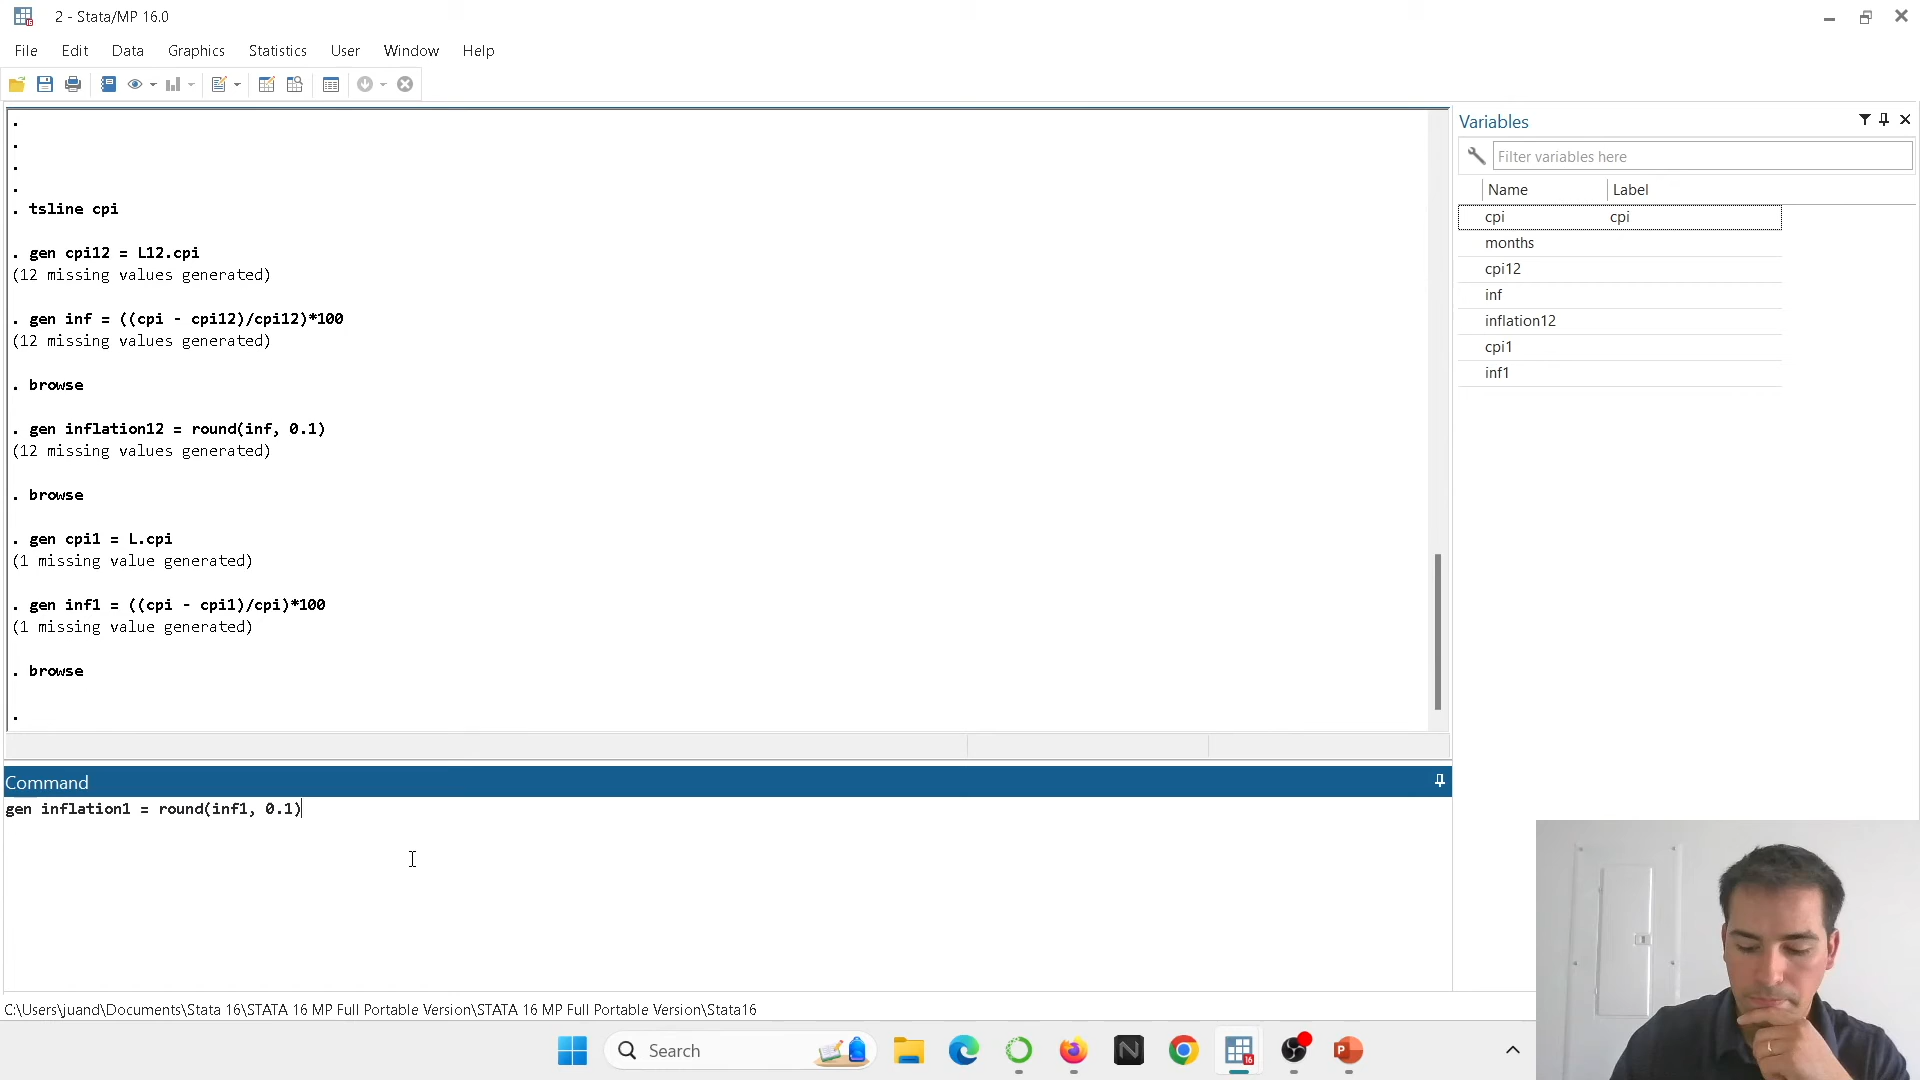 2 - Stata/MP 16.0
File Edit Data Graphics Statistics User Window Help
.
.
.
.
. tsline cpi
. gen cpi12 = L12.cpi
(12 missing values generated)
. gen inf = ((cpi - cpi12)/cpi12)*100
(12 missing values generated)
. browse
. gen inflation12 = round(inf, 0.1)
(12 missing values generated)
. browse
. gen cpi1 = L.cpi
(1 missing value generated)
. gen inf1 = ((cpi - cpi1)/cpi)*100
(1 missing value generated)
. browse
.
Variables
Filter variables here
Name Label
cpi cpi
months
cpi12
inf
inflation12
cpi1
inf1
Command
gen inflation1 = round(inf1, 0.1)
C:\Users\juand\Documents\Stata 16\STATA 16 MP Full Portable Version\STATA 16 MP Full Portable Version\Stata16
Search